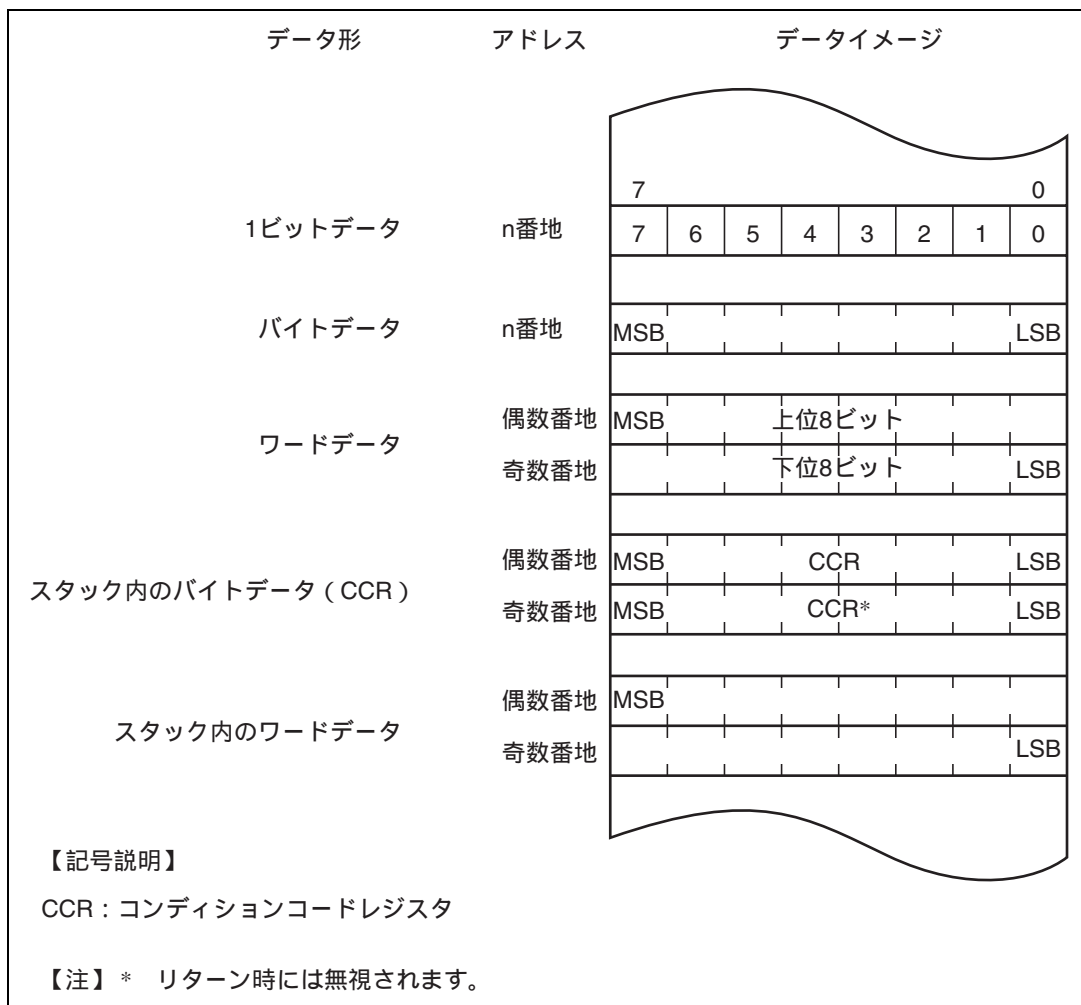 データ形 アドレス データイメージ
7 0
1ビットデータ n番地 7 6 5 4 3 2 1 0
バイトデータ n番地 MSB LSB
偶数番地 MSB 上位8ビット
ワードデータ
奇数番地 下位8ビット LSB
偶数番地 MSB CCR LSB
スタック内のバイトデータ（CCR）
奇数番地 MSB CCR* LSB
偶数番地 MSB
スタック内のワードデータ
奇数番地 LSB
【記号説明】
CCR：コンディションコードレジスタ
【注】* リターン時には無視されます。